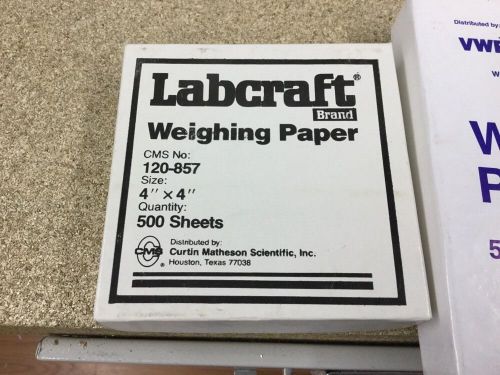 Labcraft®
Brand
Weighing Paper
CMS No:
120-857
Size:
4" × 4"
Quantity:
500 Sheets
CMS
Distributed by:
Curtin Matheson Scientific, Inc.
Houston, Texas 77038
Distributed by:
VW
W
W
P
5